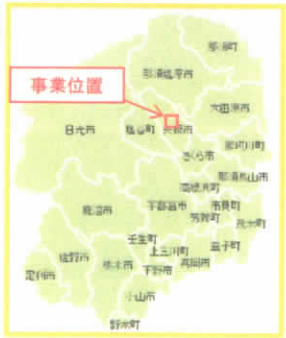 那須町
那須塩原市
事業位置
大田原市
日光市
塩谷町
矢板市
那珂川町
さくら市
那須烏山市
高根沢町
鹿沼市
宇都宮市
市貝町
芳賀町
茂木町
壬生町
益子町
上三川町
佐野市
栃木市
真岡市
下野市
足利市
小山市
野木町